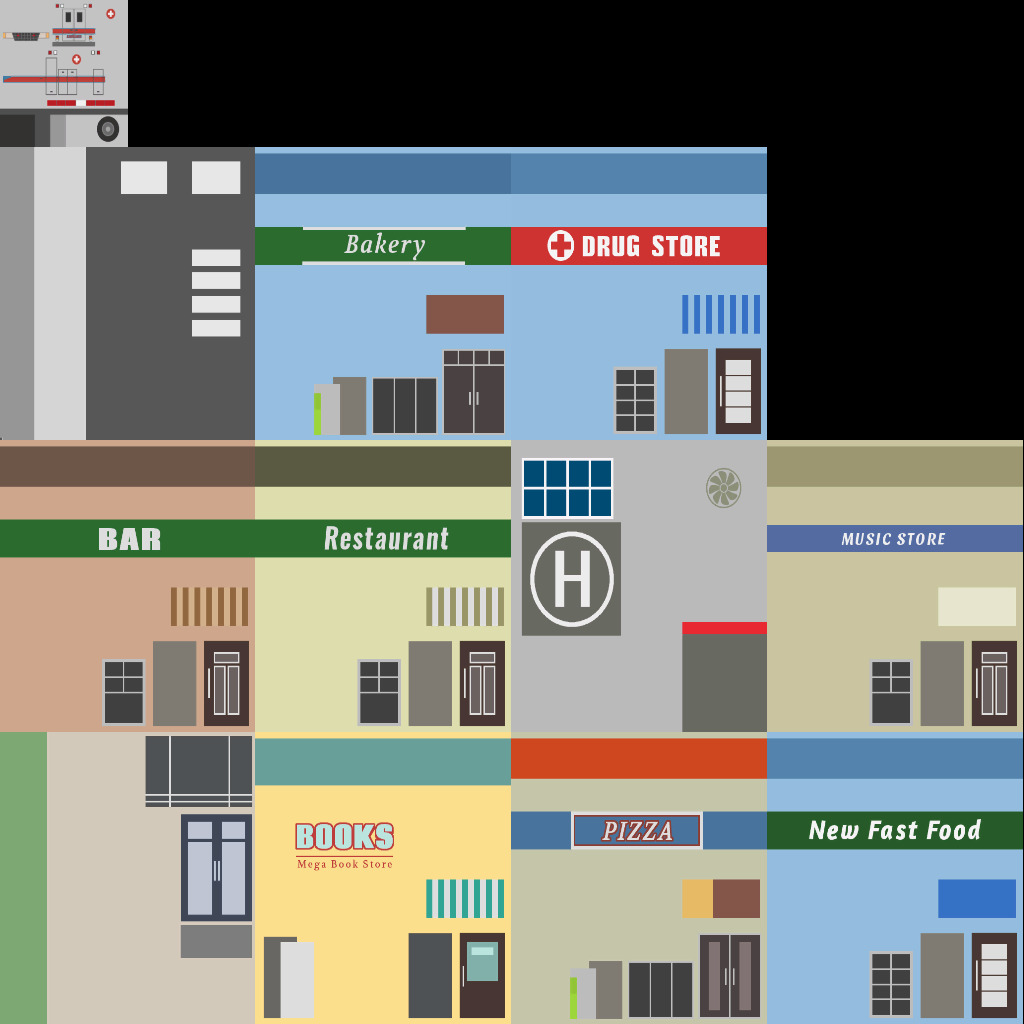 Bakery
DRUG STORE
BAR
Restaurant
H
MUSIC STORE
BOOKS
Mega Book Store
PIZZA
New Fast Food